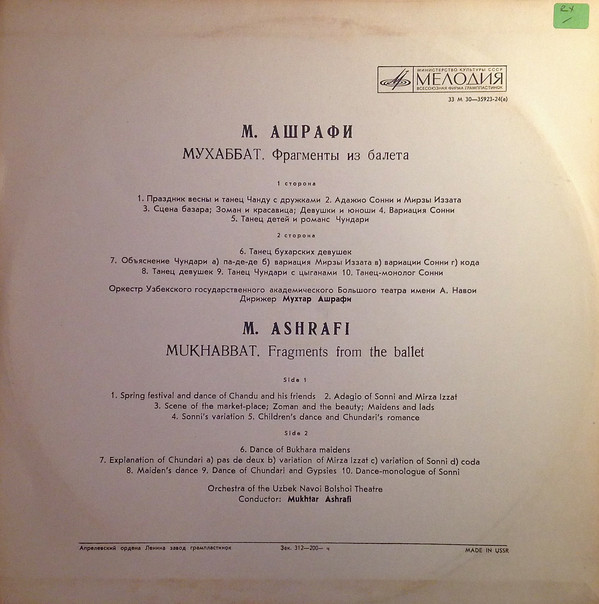 МИНИСТЕРСТВО КУЛЬТУРЫ СССР
МЕЛОДИЯ
ВСЕСОЮЗНАЯ ФИРМА ГРАМПЛАСТИНОК
33 М 30—35923-24(а)
М. АШРАФИ
МУХАББАТ. Фрагменты из балета
1 сторона
1. Праздник весны и танец Чанду с дружками 2. Адажио Сонни и Мирзы Иззата
3. Сцена базара; Зоман и красавица; Девушки и юноши 4. Вариация Сонни
5. Танец детей и романс Чундари
2 сторона
6. Танец бухарских девушек
7. Объяснение Чундари а) па-де-де б) вариация Мирзы Иззата в) вариации Сонни г) кода
8. Танец девушек 9. Танец Чундари с цыганами 10. Танец-монолог Сонни
Оркестр Узбекского государственного академического Большого театра имени А. Навои
Дирижер Мухтар Ашрафи
M. ASHRAFI
MUKHABBAT. Fragments from the ballet
Side 1
1. Spring festival and dance of Chandu and his friends 2. Adagio of Sonni and Mirza Izzat
3. Scene of the market-place; Zoman and the beauty; Maidens and lads
4. Sonni's variation 5. Children's dance and Chundari's romance
Side 2
6. Dance of Bukhara maidens
7. Explanation of Chundari a) pas de deux b) variation of Mirza Izzat c) variation of Sonni d) coda
8. Maiden's dance 9. Dance of Chundari and Gypsies 10. Dance-monologue of Sonni
Orchestra of the Uzbek Navoi Bolshoi Theatre
Conductor: Mukhtar Ashrafi
Апрелевский ордена Ленина завод грампластинок Зак. 312—200— ч MADE IN USSR